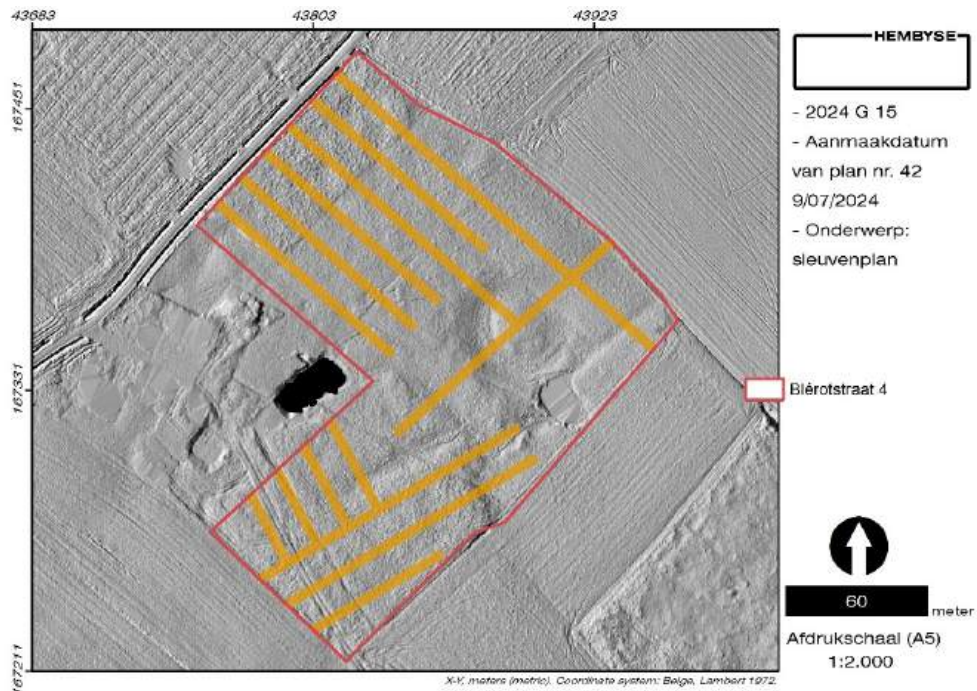 43683
43803
43923
167451
167331
167211
HEMBYSE
- 2024 G 15
- Aanmaakdatum
van plan nr. 42
9/07/2024
- Onderwerp:
sleuvenplan
Blérotstraat 4
60
meter
Afdrukschaal (A5)
1:2.000
X-Y, meters (metric). Coordinate system: Belge, Lambert 1972.